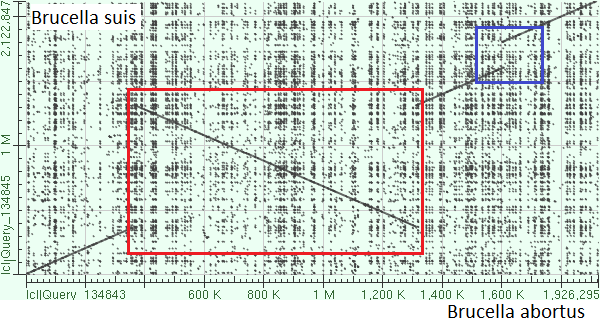 Brucella suis
2,122,847
1 M
lcl|Query_134845
lcl|Query_134843
600 K
800 K
1 M
1,200 K
1,400 K
1,600 K
1,926,295
Brucella abortus